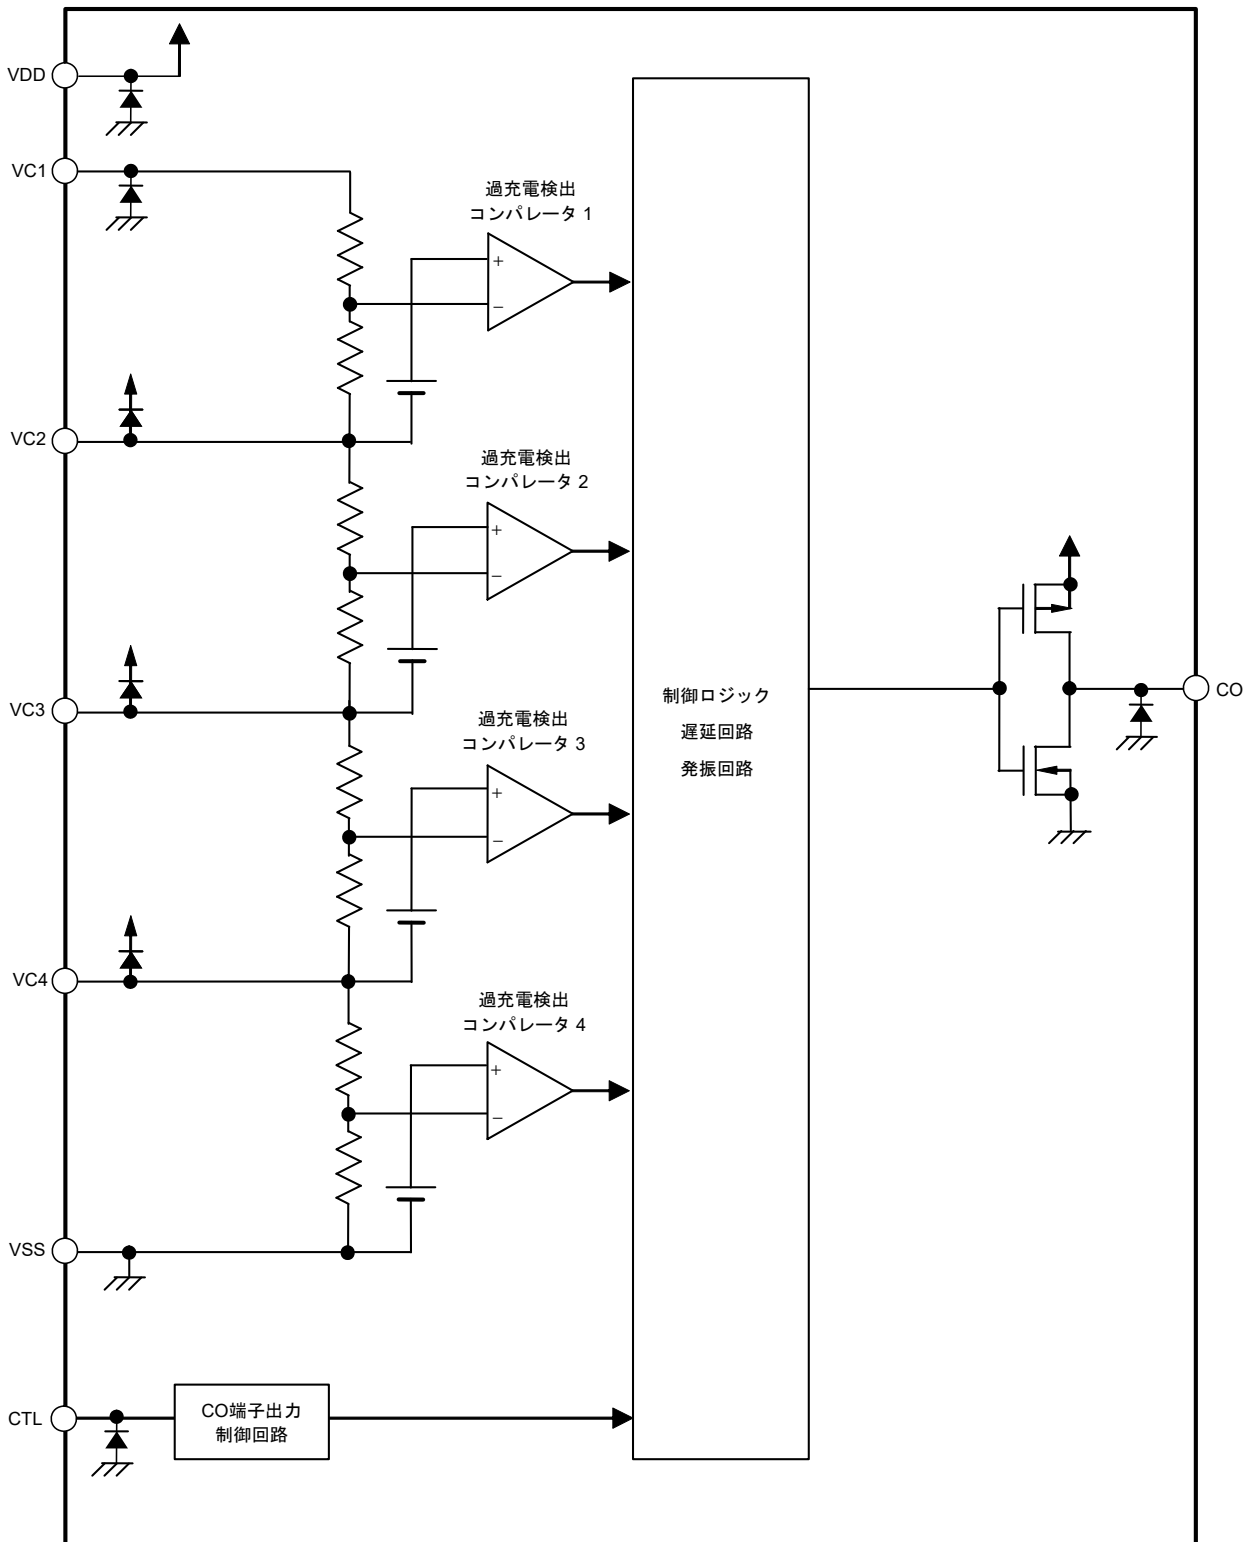 VDD
VC1
過充電検出
コンパレータ 1
+
−
VC2
過充電検出
コンパレータ 2
+
−
VC3
過充電検出
コンパレータ 3
+
−
制御ロジック
遅延回路
発振回路
CO
VC4
過充電検出
コンパレータ 4
+
−
VSS
CTL
CO端子出力
制御回路